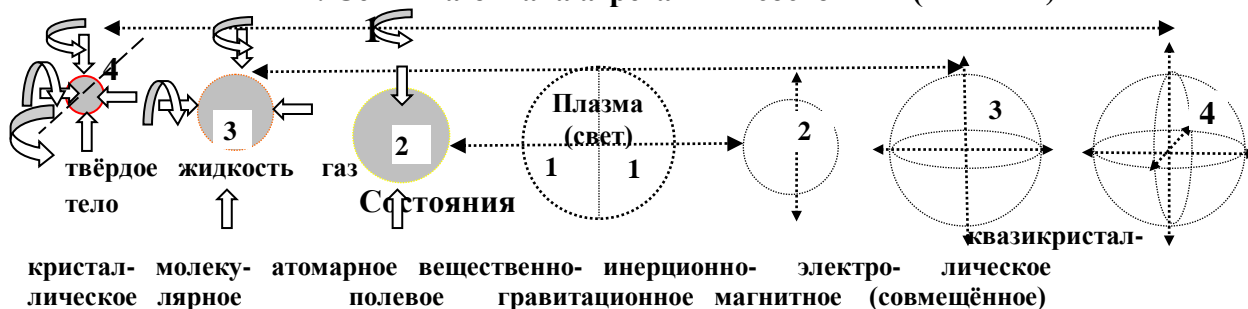 1
4
Плазма
3
(свет)
4
3
2
2
1 1
твёрдое жидкость газ
тело Состояния
квазикристал-
кристал- молеку- атомарное вещественно- инерционно- электро- лическое
лическое лярное полевое гравитационное магнитное (совмещённое)